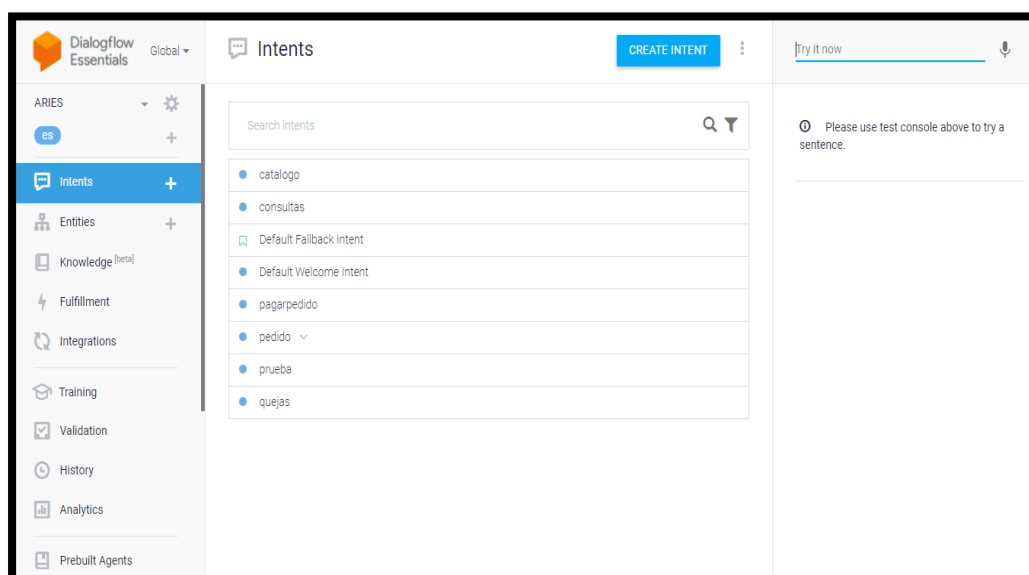 Dialogflow
Essentials
Global
ARIES
es
Intents
Entities
Knowledge [beta]
Fulfillment
Integrations
Training
Validation
History
Analytics
Prebuilt Agents
Intents
CREATE INTENT
Search intents
catalogo
consultas
Default Fallback Intent
Default Welcome Intent
pagarpedido
pedido
prueba
quejas
Try it now
Please use test console above to try a
sentence.